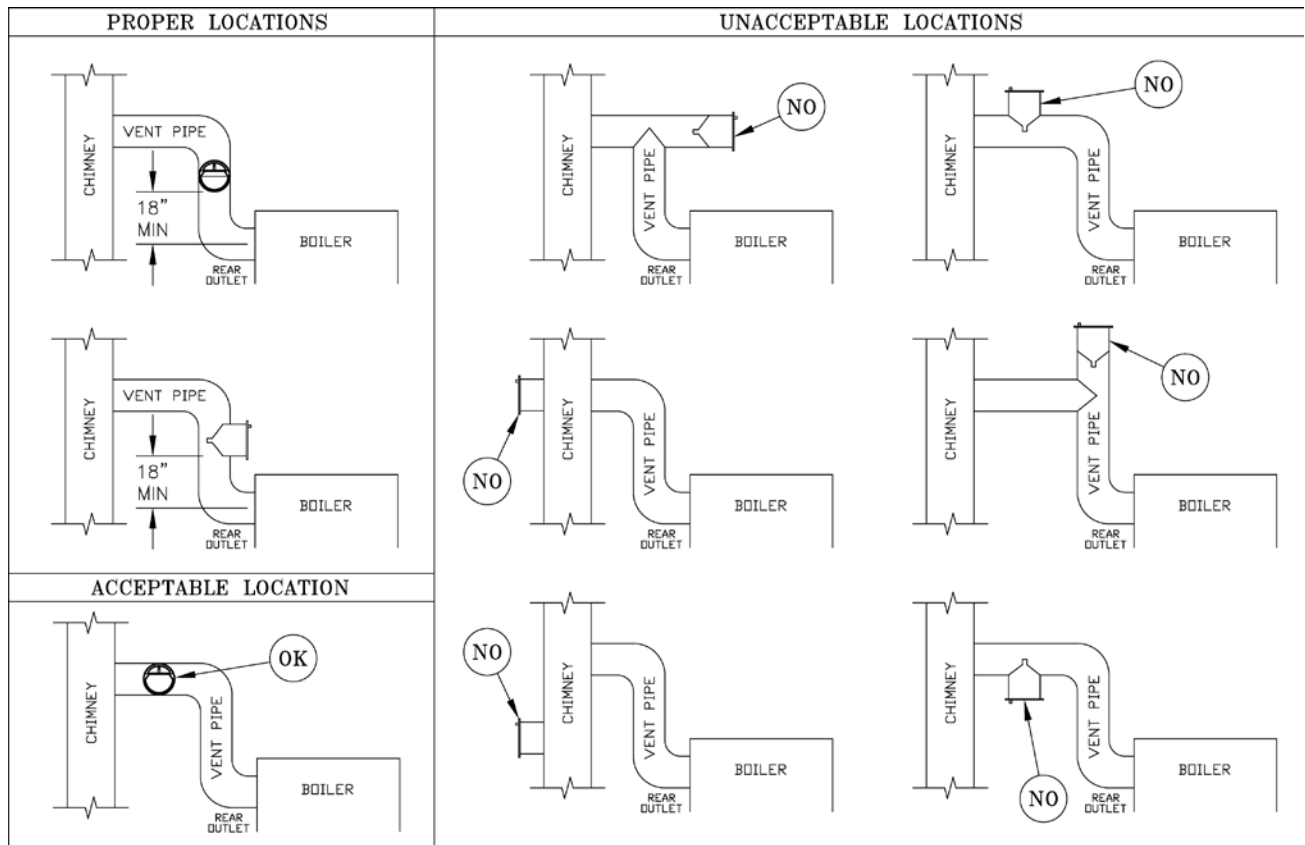 PROPER LOCATIONS
CHIMNEY
VENT PIPE
18"
MIN
BOILER
REAR
OUTLET
CHIMNEY
VENT PIPE
18"
MIN
BOILER
REAR
OUTLET
ACCEPTABLE LOCATION
OK
CHIMNEY
VENT PIPE
BOILER
REAR
OUTLET
UNACCEPTABLE LOCATIONS
NO
CHIMNEY
VENT PIPE
BOILER
REAR
OUTLET
NO
CHIMNEY
VENT PIPE
BOILER
REAR
OUTLET
NO
CHIMNEY
VENT PIPE
BOILER
REAR
OUTLET
NO
CHIMNEY
VENT PIPE
BOILER
REAR
OUTLET
NO
CHIMNEY
VENT PIPE
BOILER
REAR
OUTLET
CHIMNEY
VENT PIPE
BOILER
NO
REAR
OUTLET